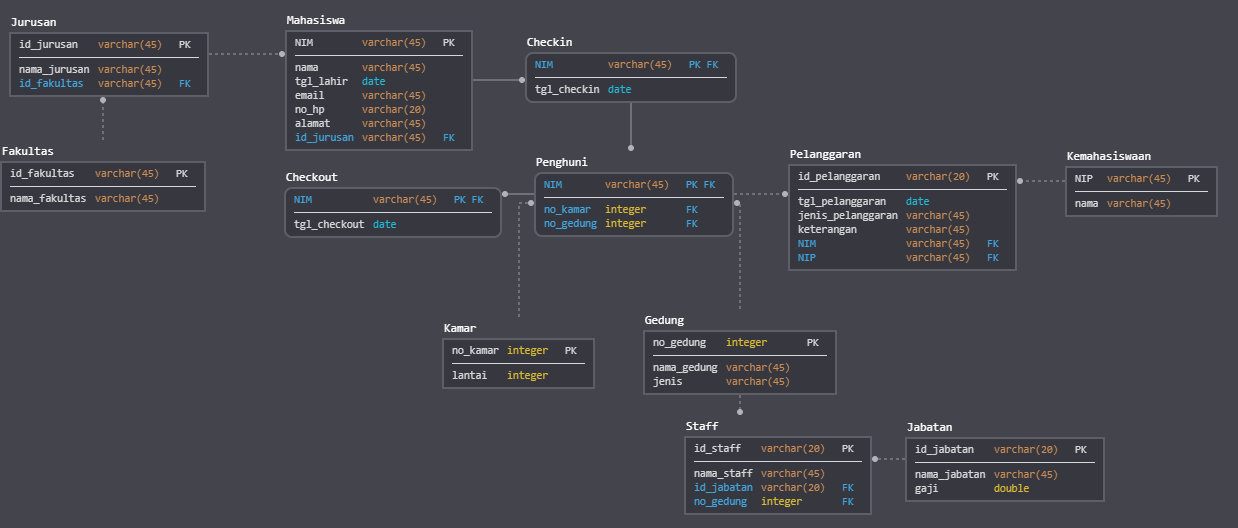 Jurusan
id_jurusan varchar(45) PK
nama_jurusan varchar(45)
id_fakultas varchar(45) FK
Fakultas
id_fakultas varchar(45) PK
nama_fakultas varchar(45)
Mahasiswa
NIM varchar(45) PK
nama varchar(45)
tgl_lahir date
email varchar(45)
no_hp varchar(20)
alamat varchar(45)
id_jurusan varchar(45) FK
Checkin
NIM varchar(45) PK FK
tgl_checkin date
Checkout
NIM varchar(45) PK FK
tgl_checkout date
Penghuni
NIM varchar(45) PK FK
no_kamar integer FK
no_gedung integer FK
Pelanggaran
id_pelanggaran varchar(20) PK
tgl_pelanggaran date
jenis_pelanggaran varchar(45)
keterangan varchar(45)
NIM varchar(45) FK
NIP varchar(45) FK
Kemahasiswaan
NIP varchar(45) PK
nama varchar(45)
Kamar
no_kamar integer PK
lantai integer
Gedung
no_gedung integer PK
nama_gedung varchar(45)
jenis varchar(45)
Staff
id_staff varchar(20) PK
nama_staff varchar(45)
id_jabatan varchar(20) FK
no_gedung integer FK
Jabatan
id_jabatan varchar(20) PK
nama_jabatan varchar(45)
gaji double